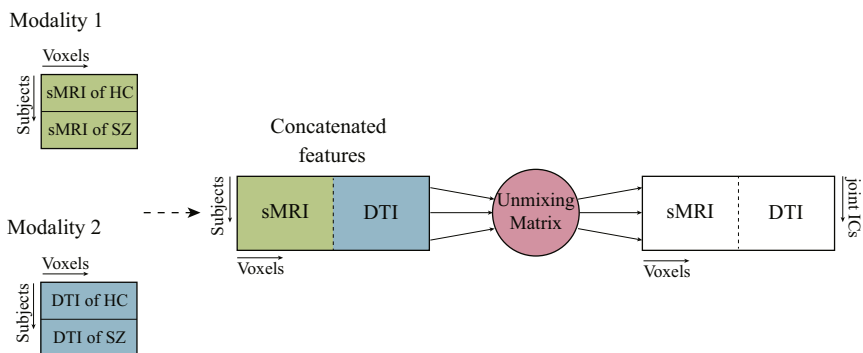 Modality 1
Voxels
Subjects
sMRI of HC
sMRI of SZ
Modality 2
Voxels
Subjects
DTI of HC
DTI of SZ
Concatenated
features
Subjects
sMRI
DTI
Voxels
Unmixing
Matrix
sMRI
DTI
joint ICs
Voxels